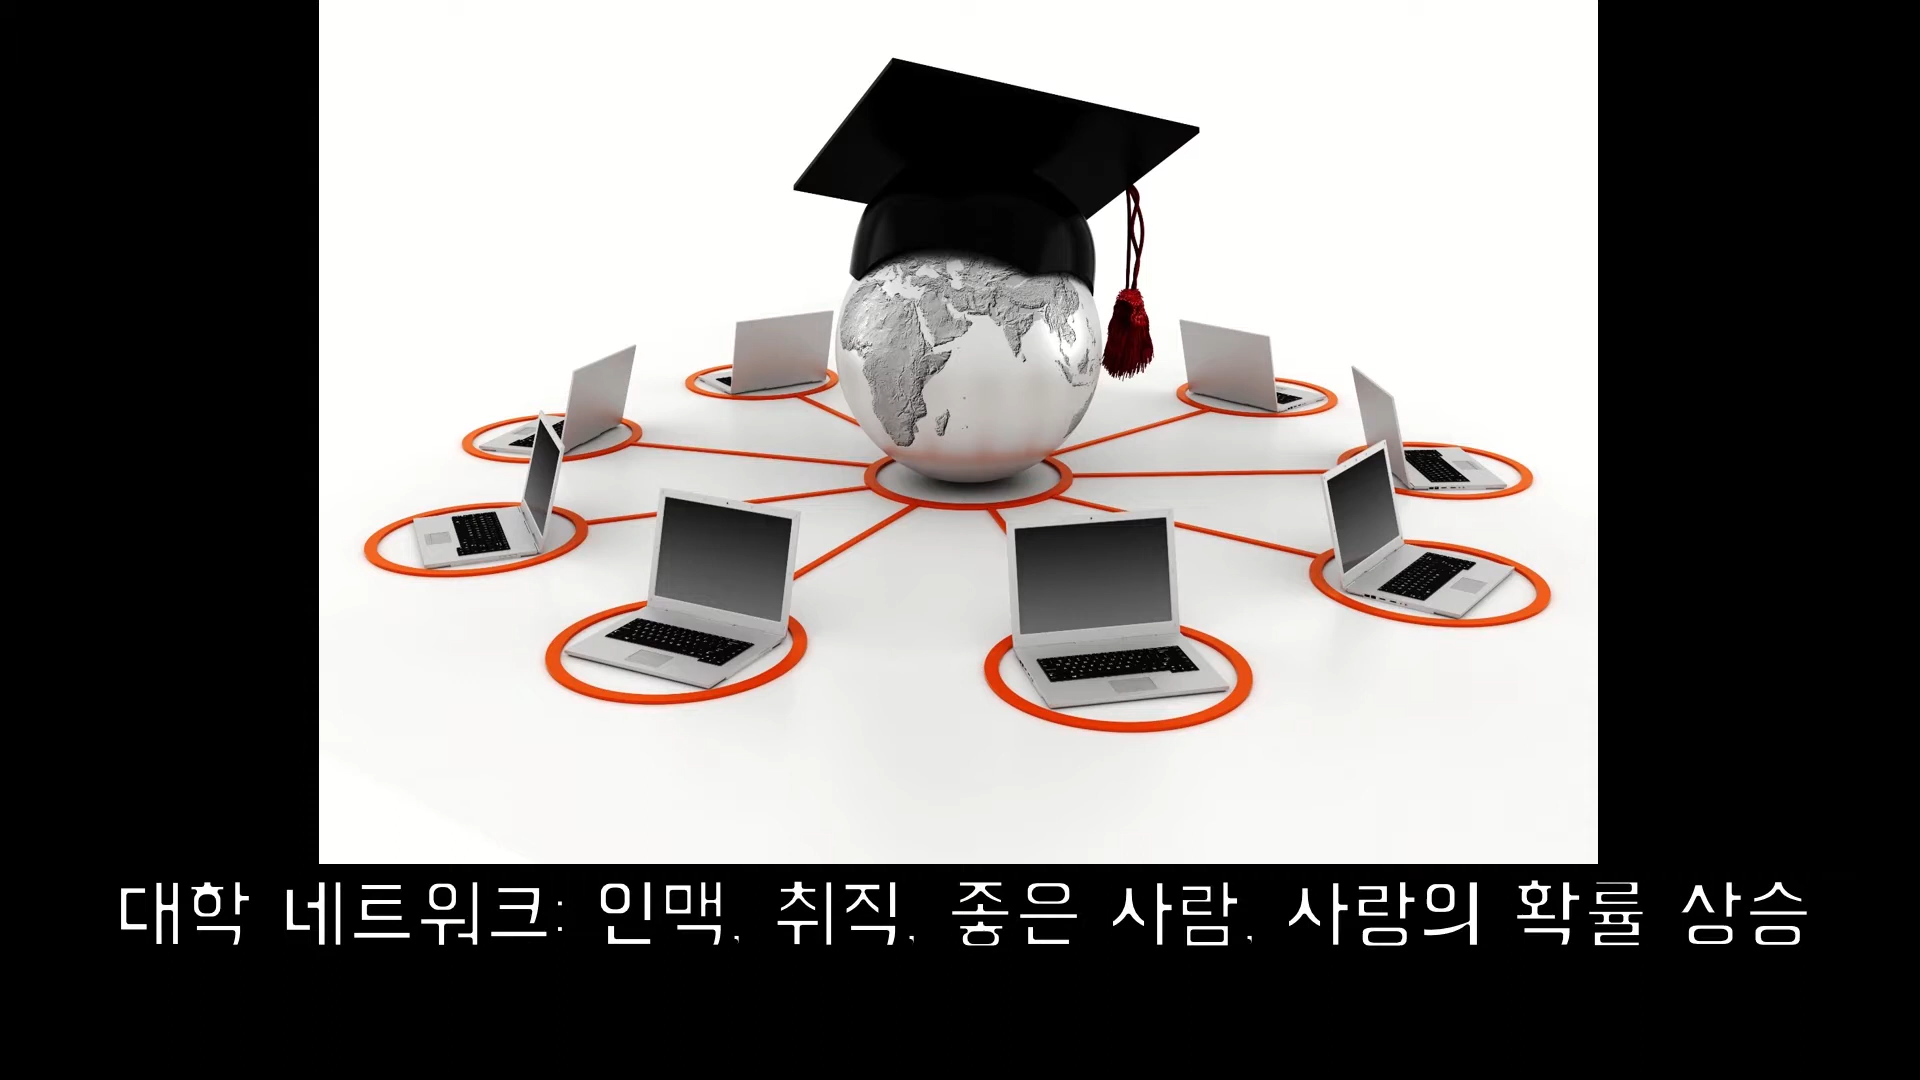 대학 네트워크: 인맥, 취직, 좋은 사람, 사랑의 확률 상승